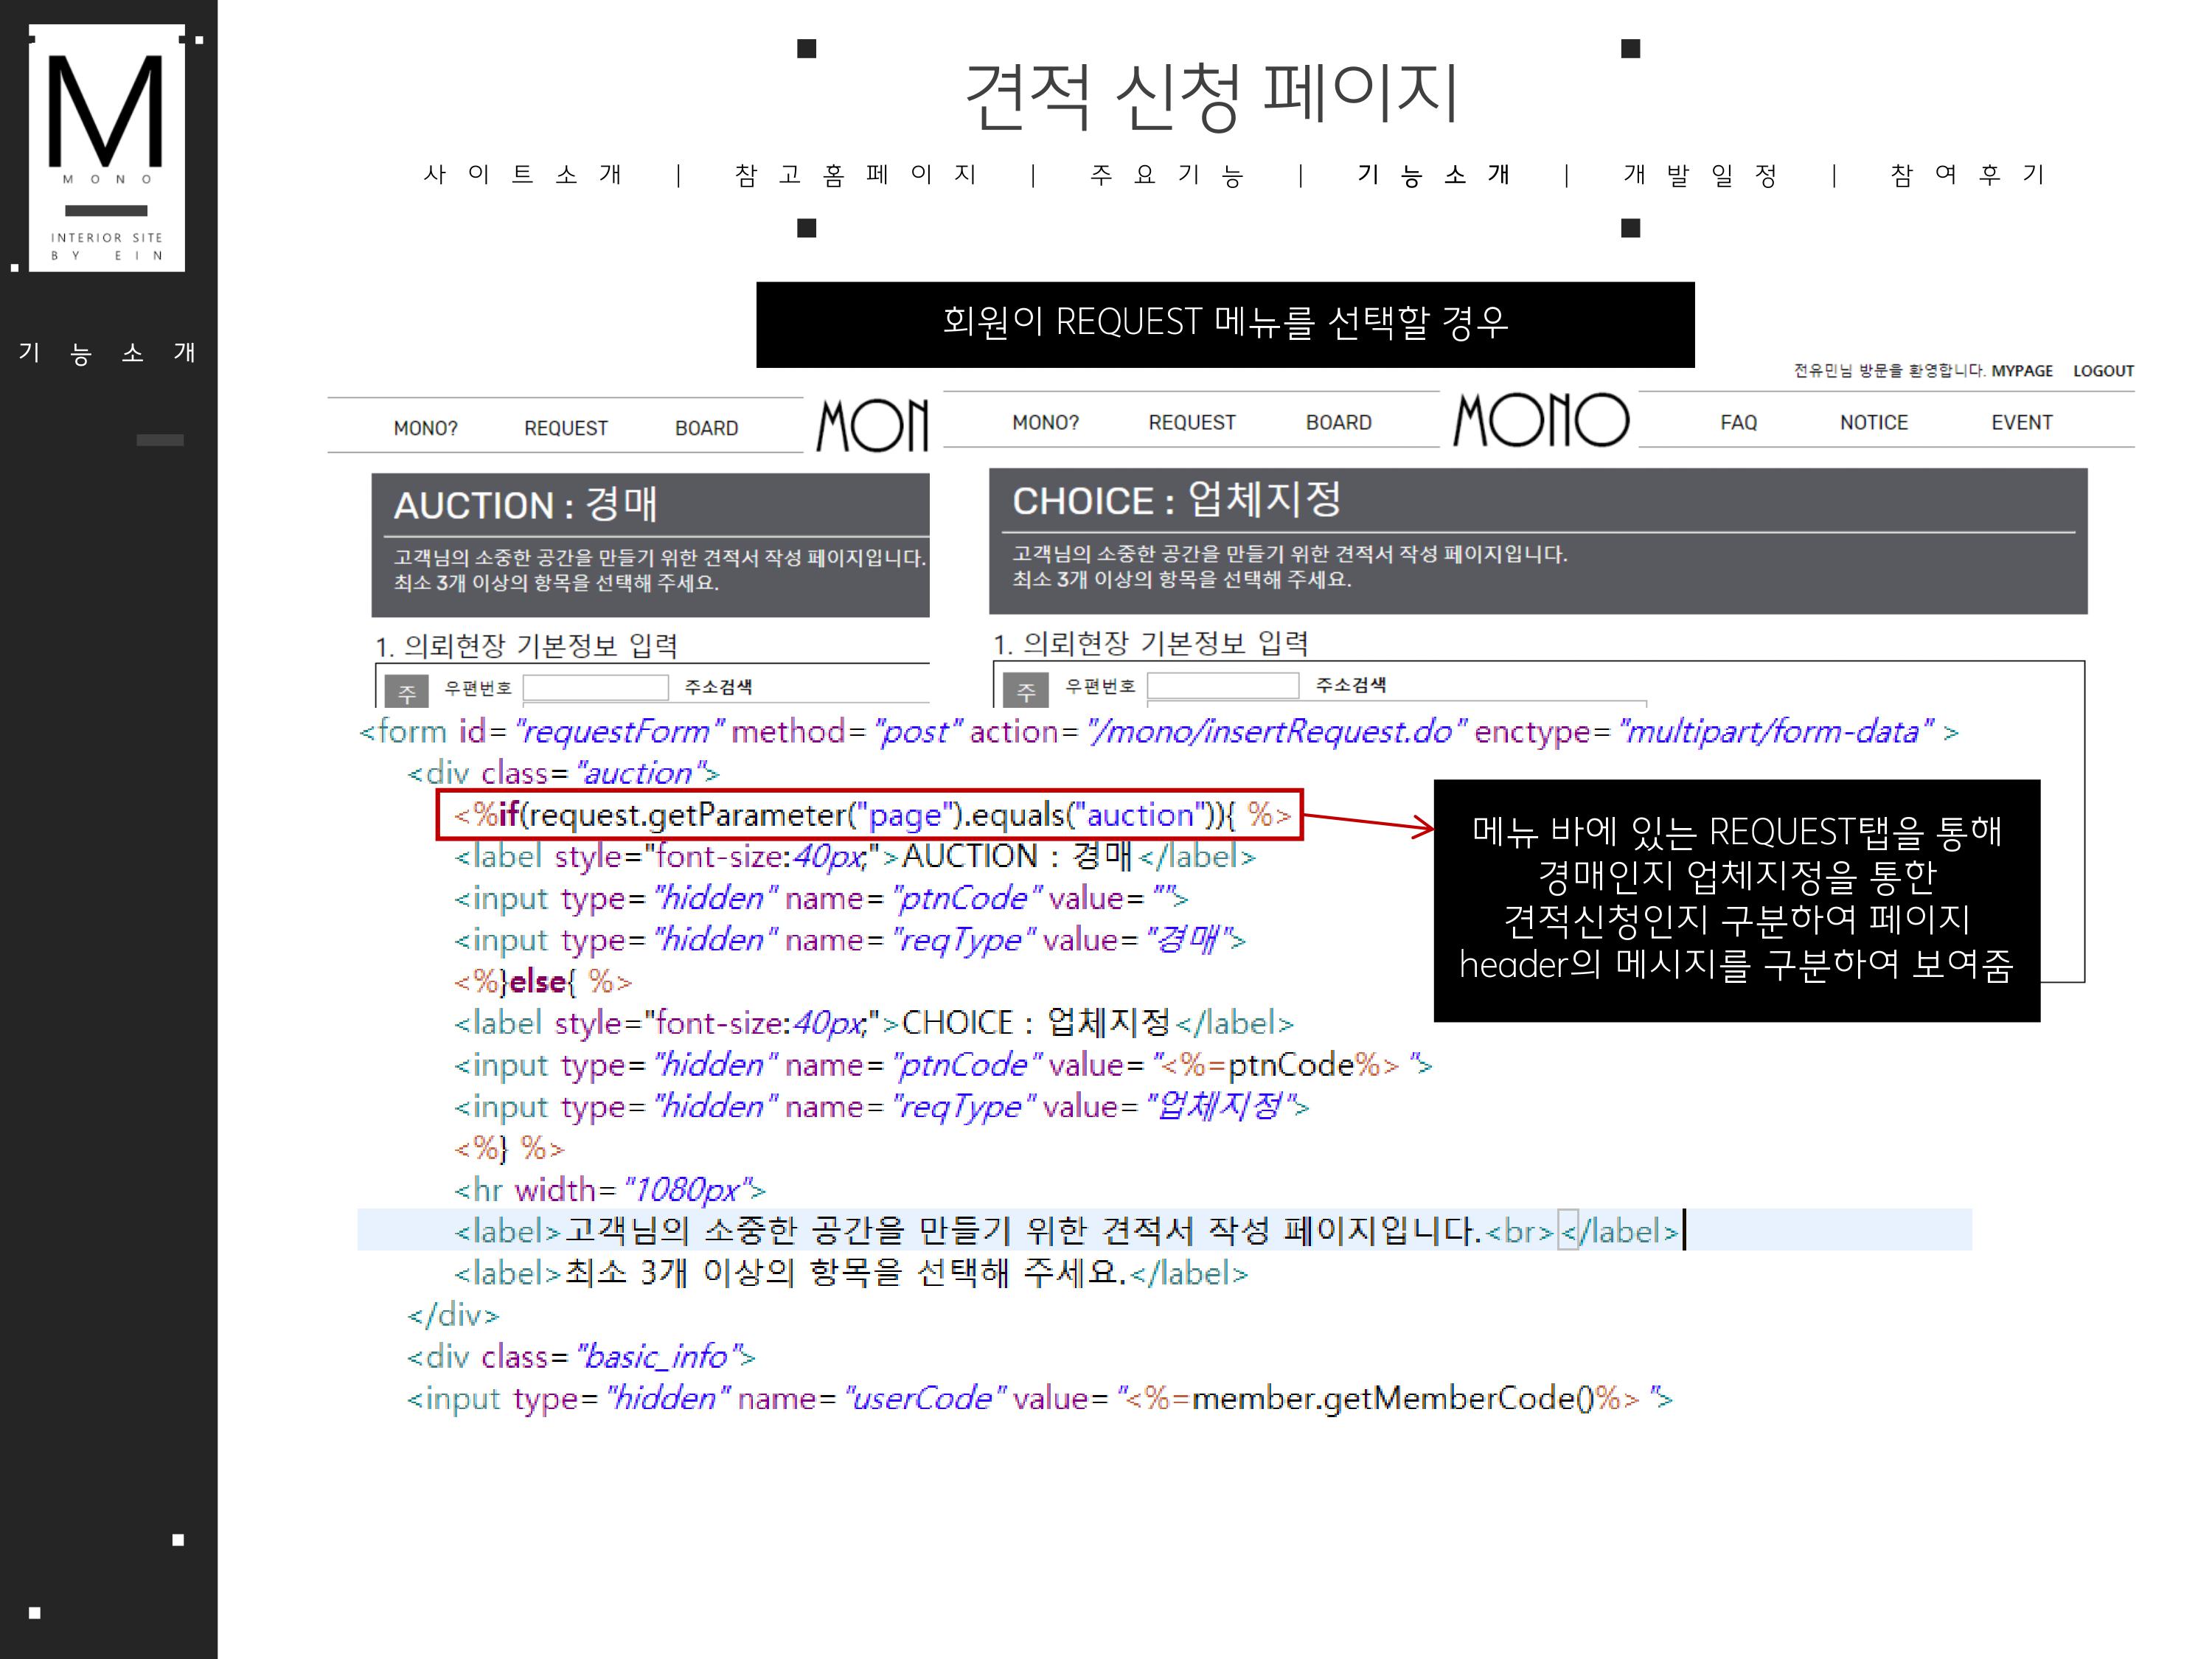 M
MONO
INTERIOR SITE
BY EIN
기능소개
견적 신청 페이지
사이트소개 | 참고홈페이지 | 주요기능 | 기능소개 | 개발일정 | 참여후기
회원이 REQUEST 메뉴를 선택할 경우
전유민님 방문을 환영합니다. MYPAGE LOGOUT
MONO? REQUEST BOARD MON
MONO? REQUEST BOARD MONO FAQ NOTICE EVENT
AUCTION : 경매
고객님의 소중한 공간을 만들기 위한 견적서 작성 페이지입니다.
최소 3개 이상의 항목을 선택해 주세요.
1. 의뢰현장 기본정보 입력
주 우편번호 주소검색
CHOICE : 업체지정
고객님의 소중한 공간을 만들기 위한 견적서 작성 페이지입니다.
최소 3개 이상의 항목을 선택해 주세요.
1. 의뢰현장 기본정보 입력
주 우편번호 주소검색
<form id="requestForm" method="post" action="/mono/insertRequest.do" enctype="multipart/form-data" >
<div class="auction">
<%if(request.getParameter("page").equals("auction")){ %>
<label style="font-size:40px;">AUCTION : 경매</label>
<input type="hidden" name="ptnCode" value="">
<input type="hidden" name="reqType" value="경매">
<%}else{ %>
<label style="font-size:40px;">CHOICE : 업체지정</label>
<input type="hidden" name="ptnCode" value="<%=ptnCode%> ">
<input type="hidden" name="reqType" value="업체지정">
<%} %>
<hr width="1080px">
<label>고객님의 소중한 공간을 만들기 위한 견적서 작성 페이지입니다.<br></label>
<label>최소 3개 이상의 항목을 선택해 주세요.</label>
</div>
<div class="basic_info">
<input type="hidden" name="userCode" value="<%=member.getMemberCode()%> ">
메뉴 바에 있는 REQUEST탭을 통해
경매인지 업체지정을 통한
견적신청인지 구분하여 페이지
header의 메시지를 구분하여 보여줌